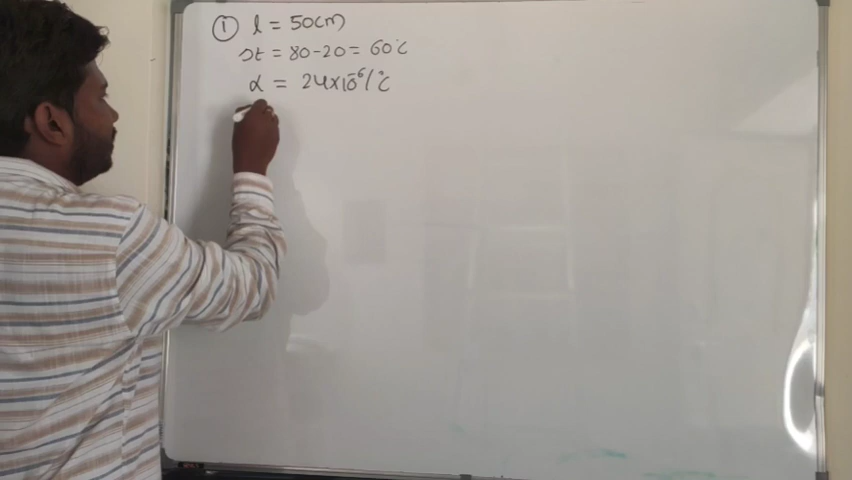 ① l = 50cm
Δt = 80-20 = 60°C
α = 24×10⁻⁶/°C